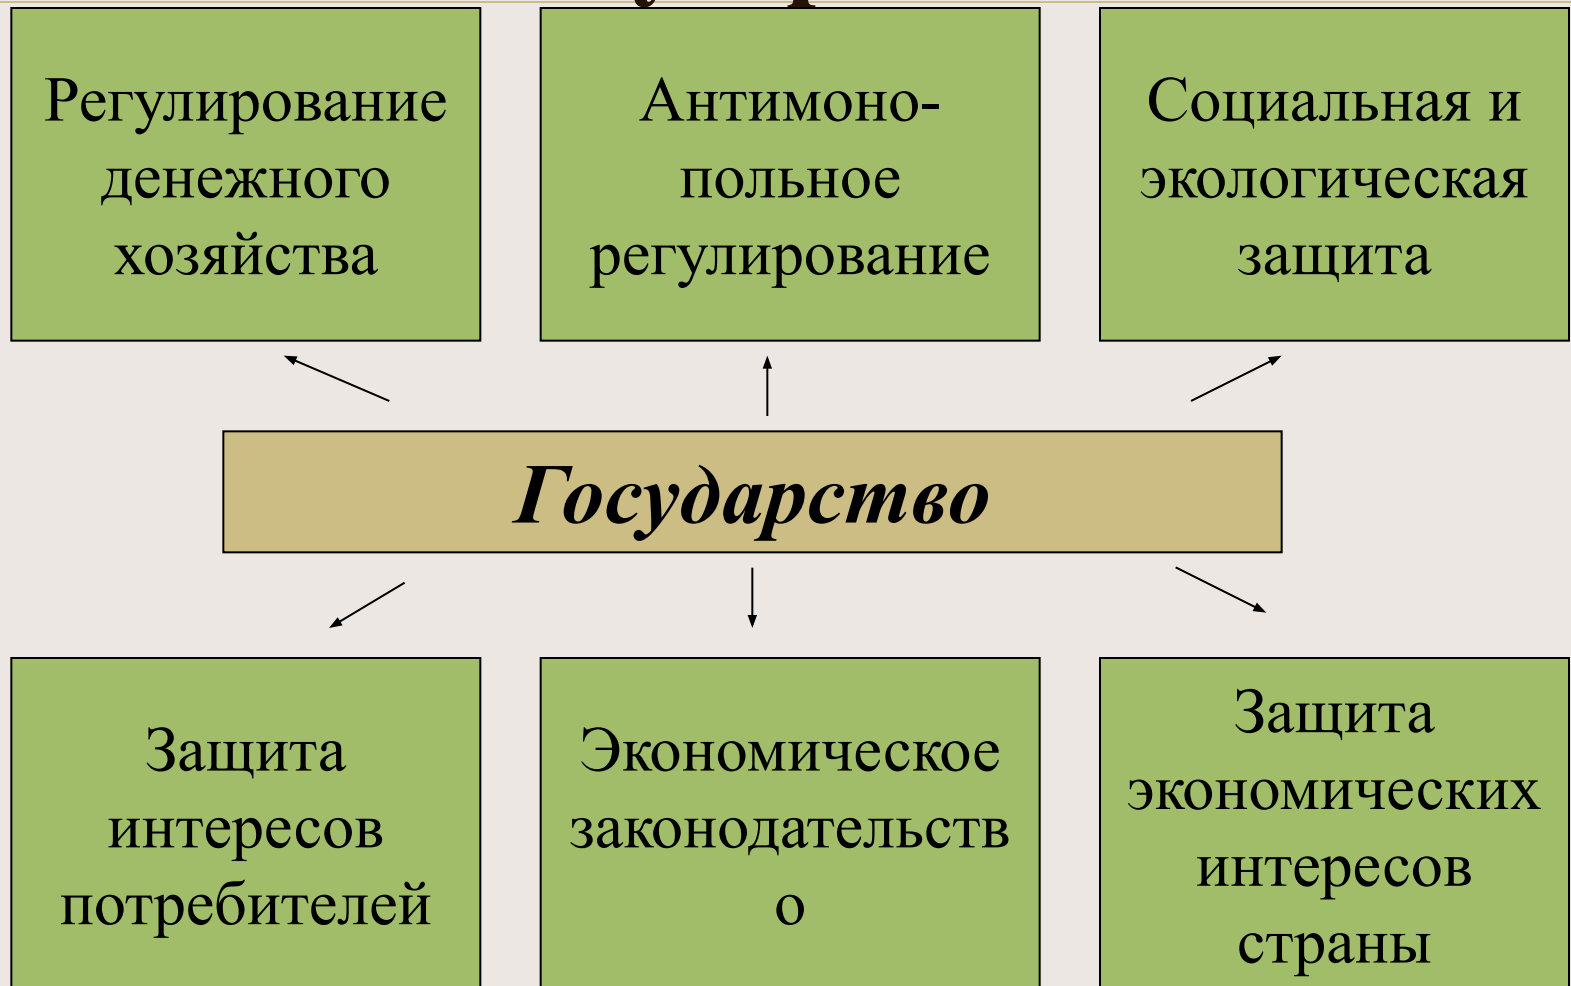 Регулирование
денежного
хозяйства
Антимоно-
польное
регулирование
Социальная и
экологическая
защита
Государство
Защита
интересов
потребителей
Экономическое
законодательств
о
Защита
экономических
интересов
страны